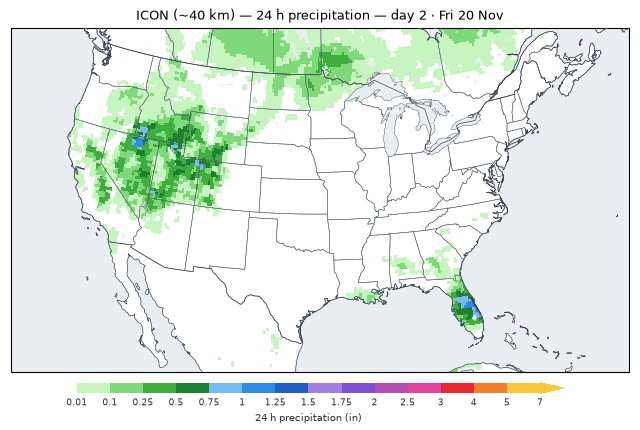 ICON (~40 km) — 24 h precipitation — day 2 · Fri 20 Nov
0.01 0.1 0.25 0.5 0.75 1 1.25 1.5 1.75 2 2.5 3 4 5 7
24 h precipitation (in)